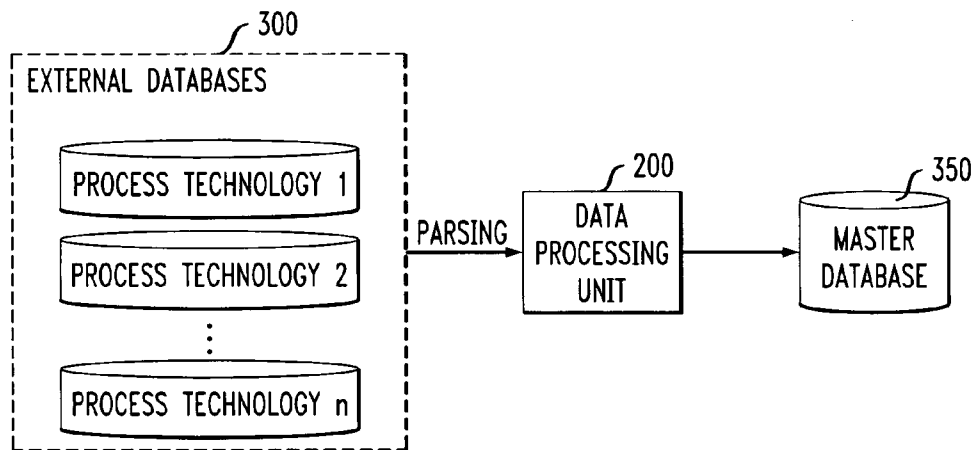 300
EXTERNAL DATABASES
PROCESS TECHNOLOGY 1
PROCESS TECHNOLOGY 2
PROCESS TECHNOLOGY n
PARSING
200
DATA
PROCESSING
UNIT
350
MASTER
DATABASE